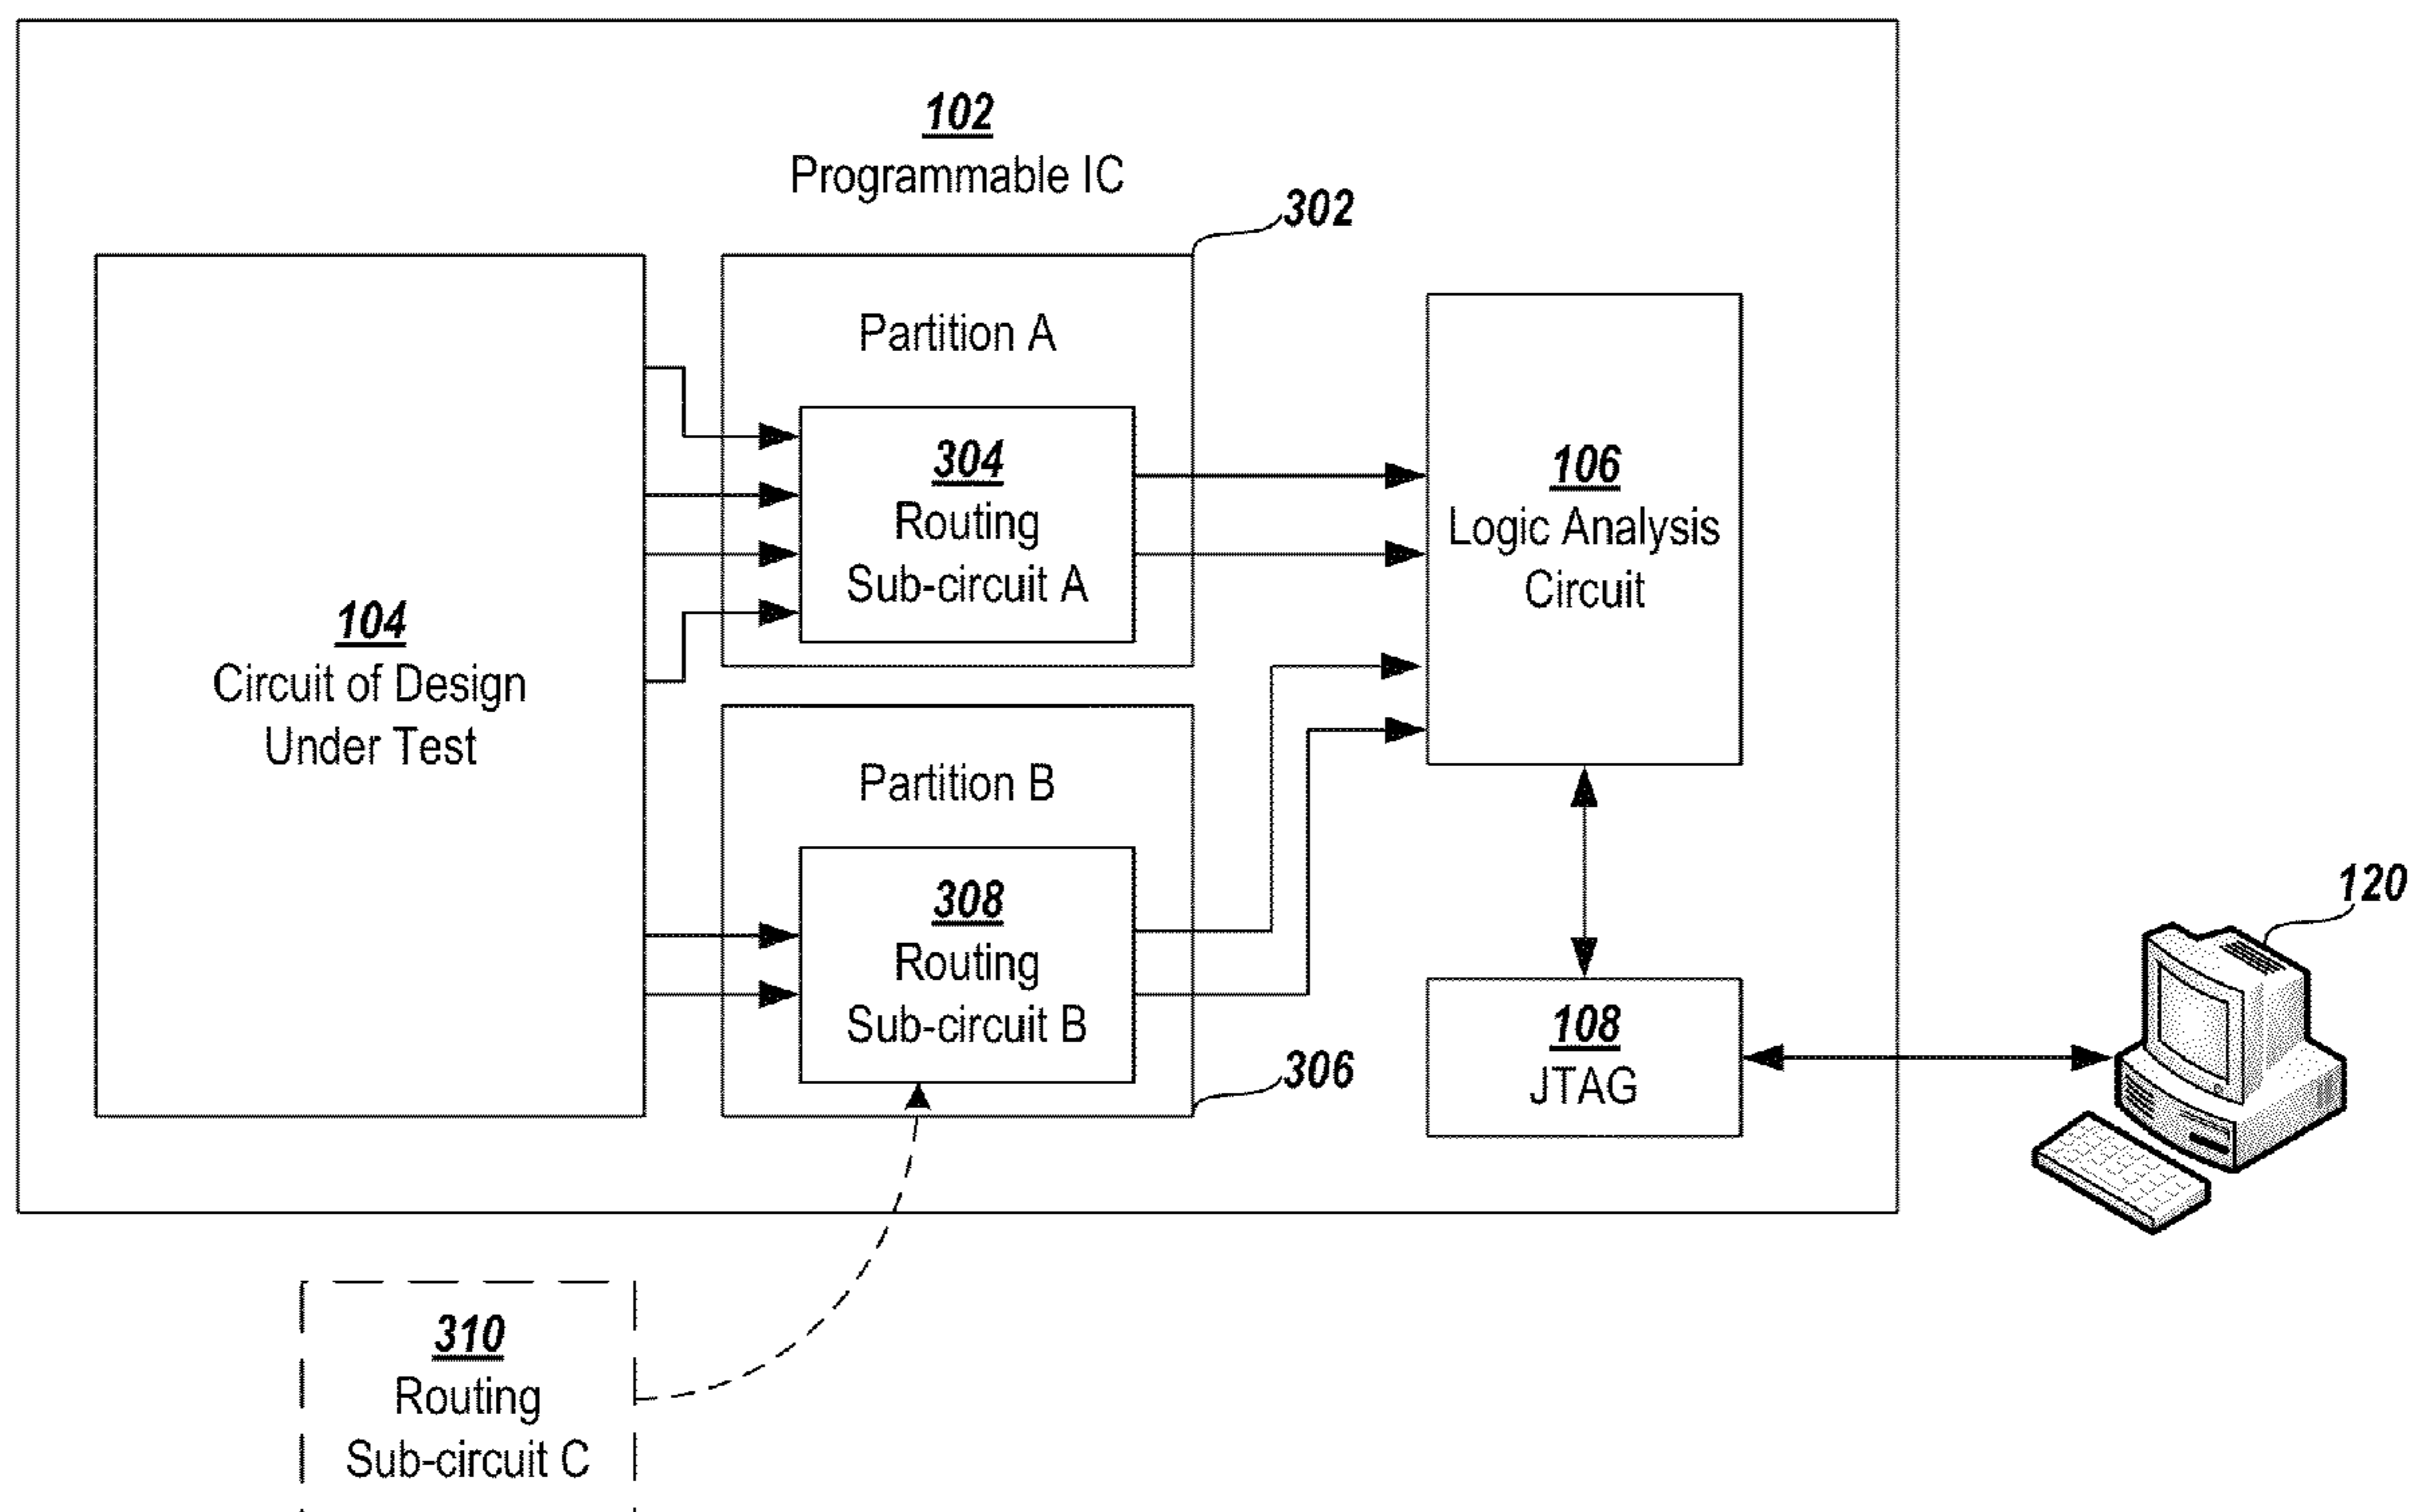 102
Programmable IC
302
Partition A
304
Routing
Sub-circuit A
106
Logic Analysis
Circuit
104
Circuit of Design
Under Test
Partition B
308
Routing
Sub-circuit B
306
108
JTAG
120
310
Routing
Sub-circuit C